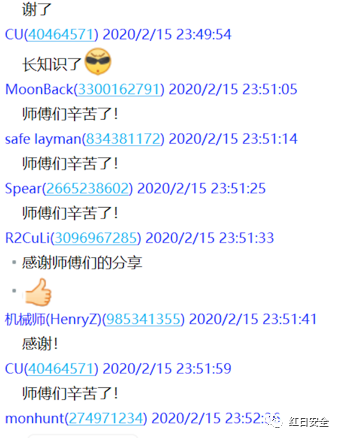 谢了
CU(40464571) 2020/2/15 23:49:54
长知识了
MoonBack(3300162791) 2020/2/15 23:51:05
师傅们辛苦了!
safe layman(834381172) 2020/2/15 23:51:14
师傅们辛苦了!
Spear(2665238602) 2020/2/15 23:51:25
师傅们辛苦了!
R2CuLi(3096967285) 2020/2/15 23:51:33
感谢师傅们的分享
机械师(HenryZ)(985341355) 2020/2/15 23:51:41
感谢!
CU(40464571) 2020/2/15 23:51:59
师傅们辛苦了!
monhunt(274971234) 2020/2/15 23:52:
红日安全